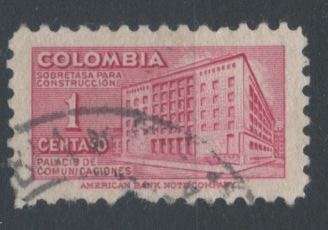 COLOMBIA
SOBRETASA PARA
CONSTRUCCION
1
CENTAVO
PALACIO DE
COMUNICACIONES
AMERICAN BANK NOTE COMPANY